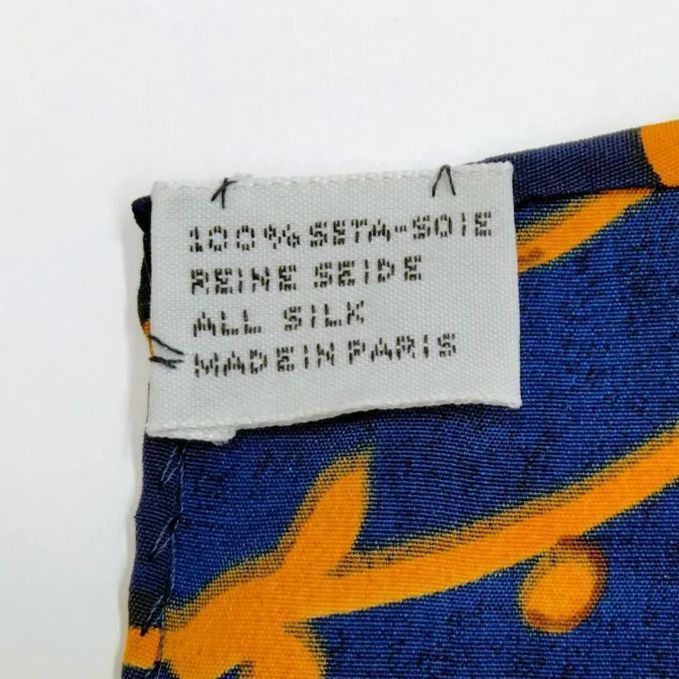 100% SETA-SOIE
REINE SEIDE
ALL SILK
MADE IN PARIS